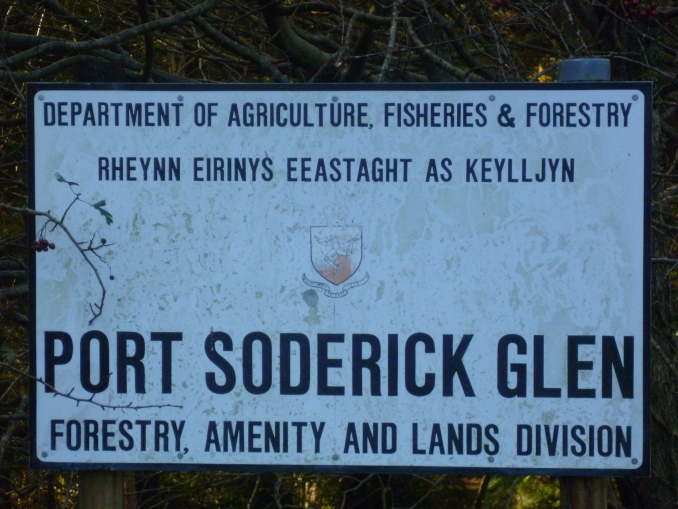 DEPARTMENT OF AGRICULTURE, FISHERIES & FORESTRY
RHEYNN EIRINYS EEASTAGHT AS KEYLLJYN
PORT SODERICK GLEN
FORESTRY, AMENITY AND LANDS DIVISION